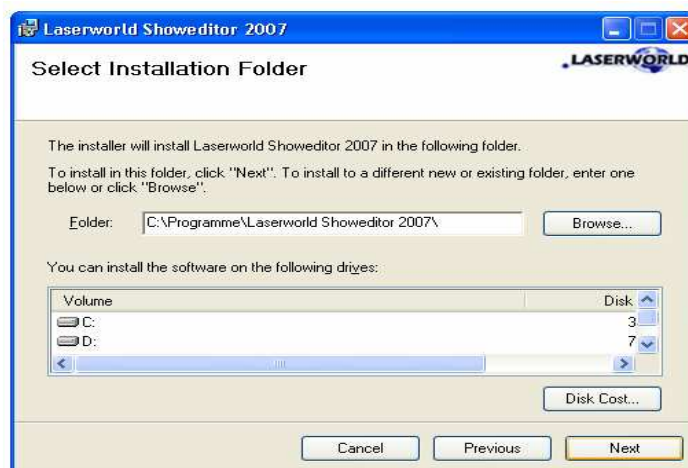 Laserworld Showeditor 2007
Select Installation Folder
LASERWORLD
The installer will install Laserworld Showeditor 2007 in the following folder.
To install in this folder, click "Next". To install to a different new or existing folder, enter one
below or click "Browse".
Folder: C:\Programme\Laserworld Showeditor 2007\ Browse...
You can install the software on the following drives:
Volume Disk
C: 3
D: 7
Disk Cost...
Cancel Previous Next